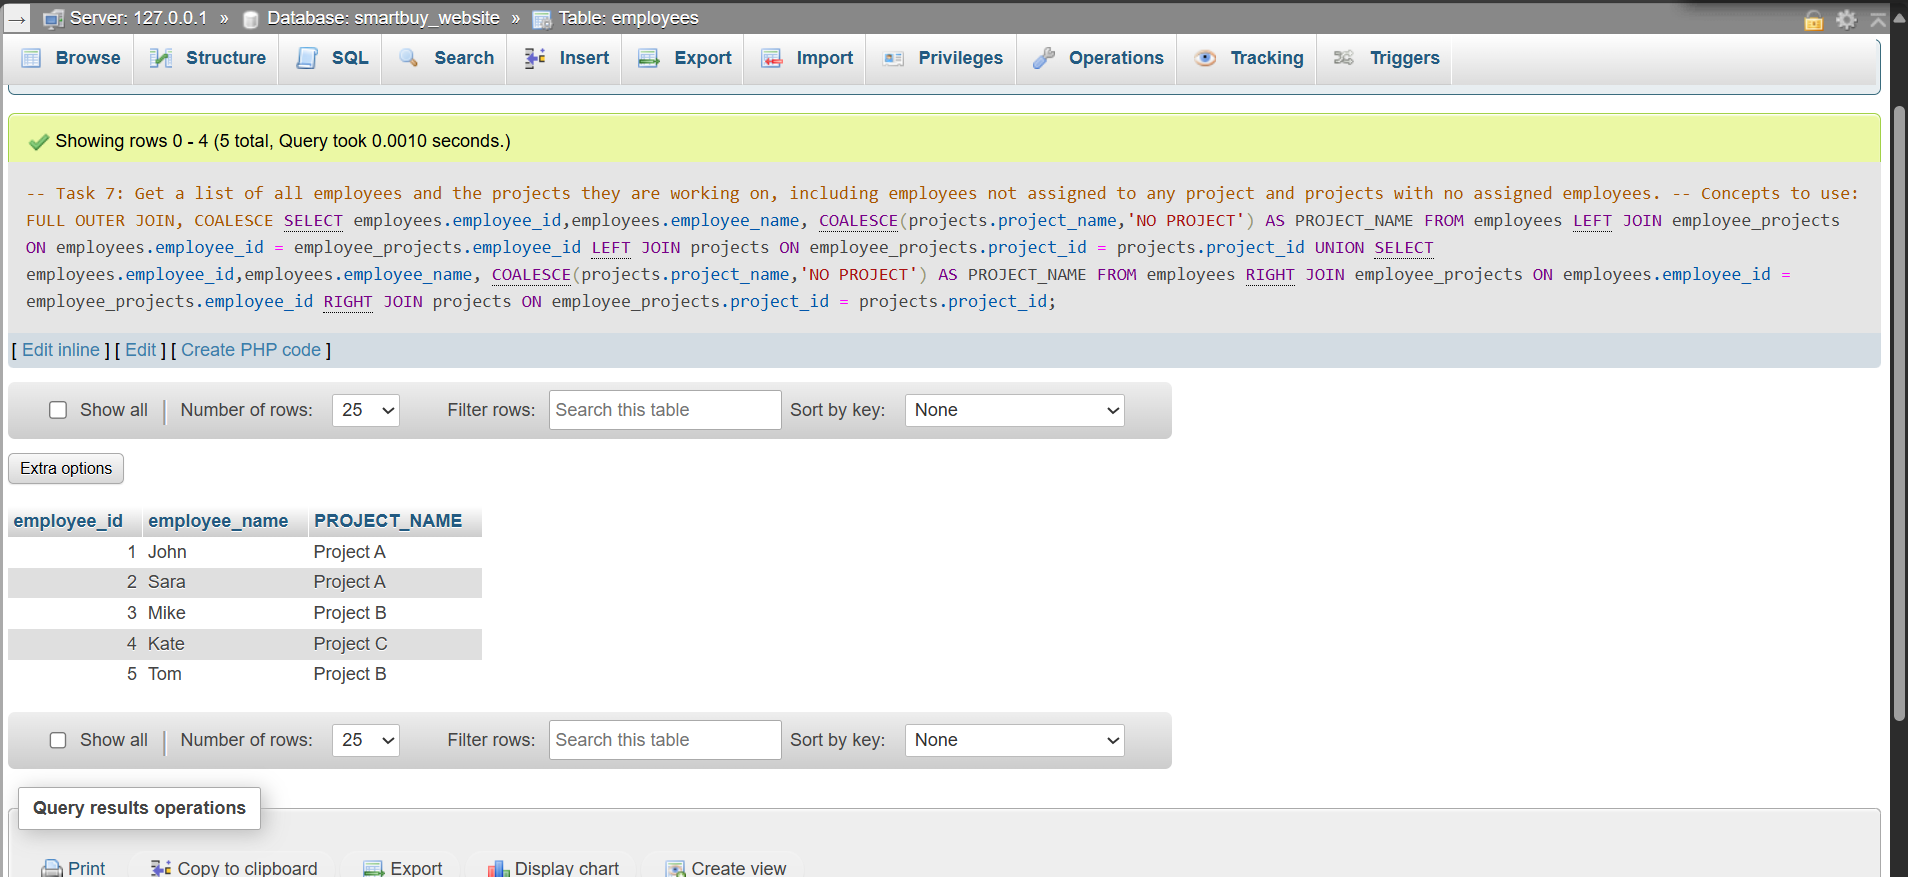 → Server: 127.0.0.1 » Database: smartbuy_website » Table: employees
Browse Structure SQL Search Insert Export Import Privileges Operations Tracking Triggers
Showing rows 0 - 4 (5 total, Query took 0.0010 seconds.)
-- Task 7: Get a list of all employees and the projects they are working on, including employees not assigned to any project and projects with no assigned employees. -- Concepts to use:
FULL OUTER JOIN, COALESCE SELECT employees.employee_id,employees.employee_name, COALESCE(projects.project_name,'NO PROJECT') AS PROJECT_NAME FROM employees LEFT JOIN employee_projects
ON employees.employee_id = employee_projects.employee_id LEFT JOIN projects ON employee_projects.project_id = projects.project_id UNION SELECT
employees.employee_id,employees.employee_name, COALESCE(projects.project_name,'NO PROJECT') AS PROJECT_NAME FROM employees RIGHT JOIN employee_projects ON employees.employee_id =
employee_projects.employee_id RIGHT JOIN projects ON employee_projects.project_id = projects.project_id;
[ Edit inline ] [ Edit ] [ Create PHP code ]
Show all | Number of rows: 25 Filter rows: Search this table Sort by key: None
Extra options
employee_id employee_name PROJECT_NAME
1 John Project A
2 Sara Project A
3 Mike Project B
4 Kate Project C
5 Tom Project B
Show all | Number of rows: 25 Filter rows: Search this table Sort by key: None
Query results operations
Print Copy to clipboard Export Display chart Create view